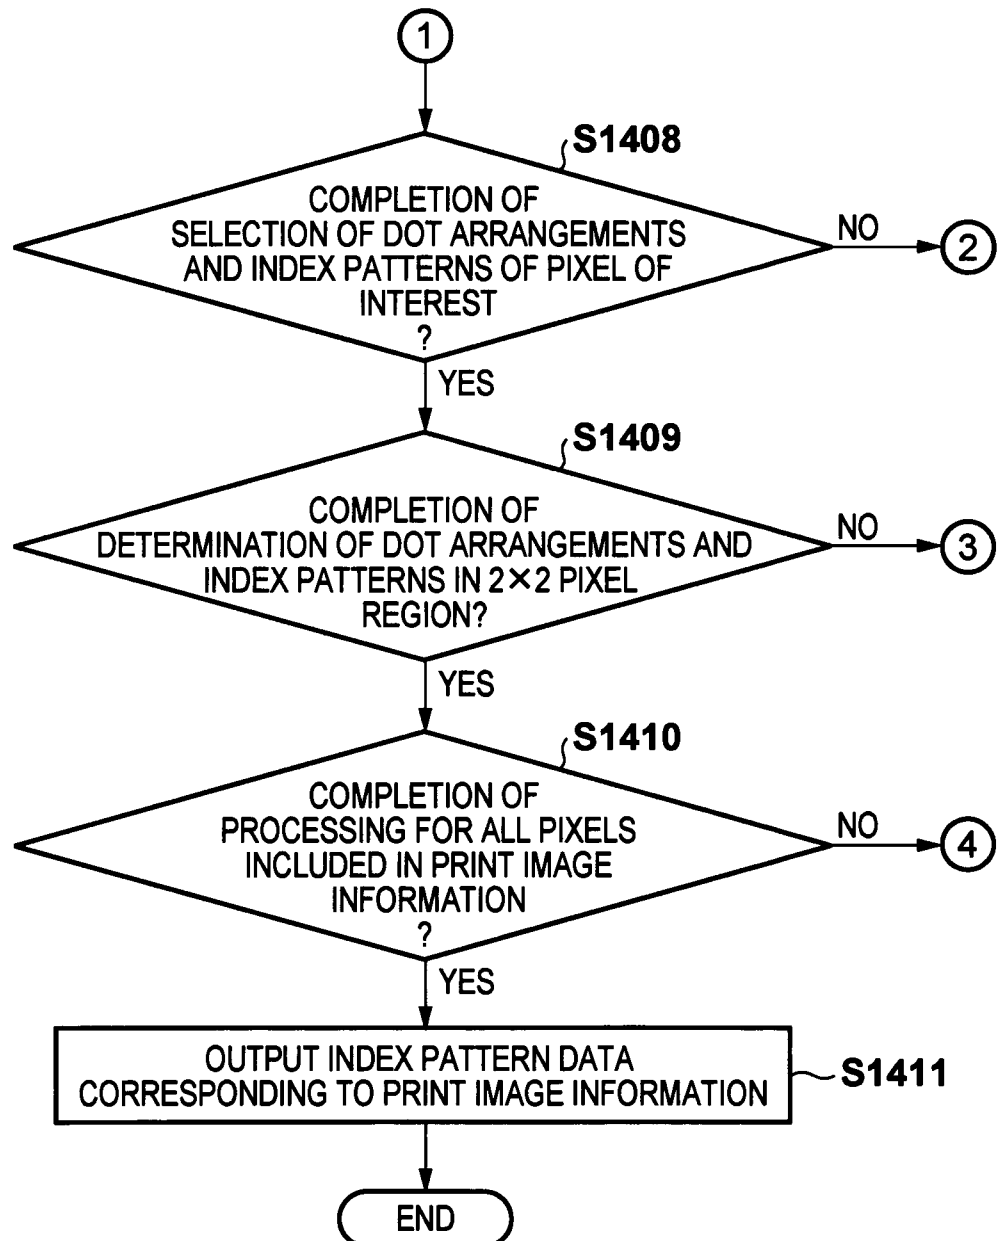 1
S1408
COMPLETION OF
SELECTION OF DOT ARRANGEMENTS
AND INDEX PATTERNS OF PIXEL OF
INTEREST
?
NO
2
YES
S1409
COMPLETION OF
DETERMINATION OF DOT ARRANGEMENTS AND
INDEX PATTERNS IN 2×2 PIXEL
REGION?
NO
3
YES
S1410
COMPLETION OF
PROCESSING FOR ALL PIXELS
INCLUDED IN PRINT IMAGE
INFORMATION
?
NO
4
YES
OUTPUT INDEX PATTERN DATA
CORRESPONDING TO PRINT IMAGE INFORMATION
S1411
END